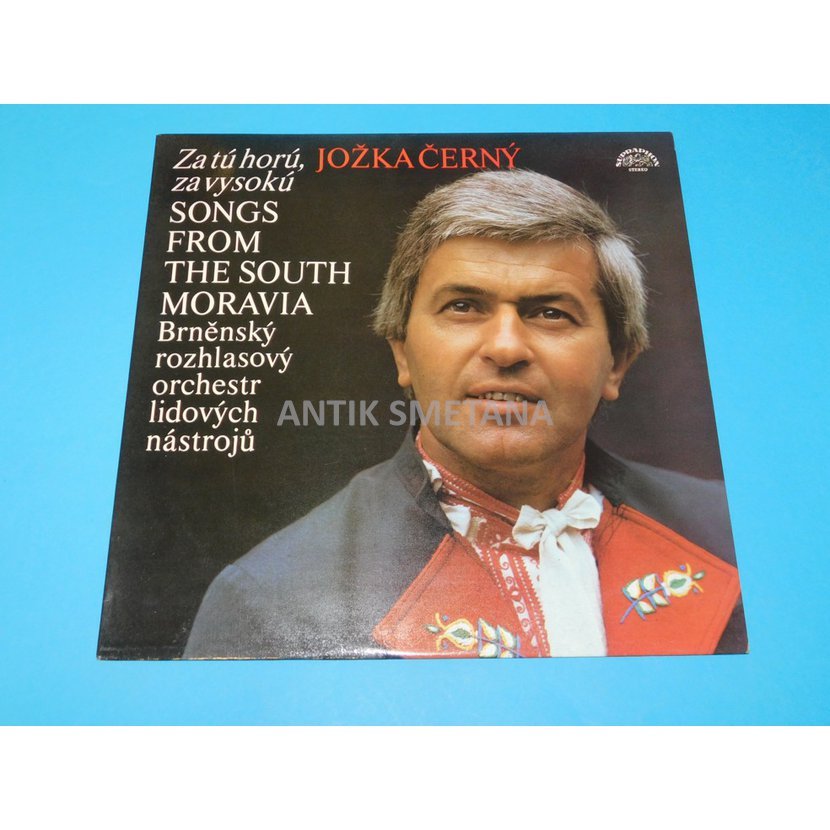 Za tú horú, JOŽKA ČERNÝ
za vysokú
SONGS
FROM
THE SOUTH
MORAVIA
Brněnský
rozhlasový
orchestr
lidových
nástrojů
SUPRAPHON
STEREO
ANTIK SMETANA